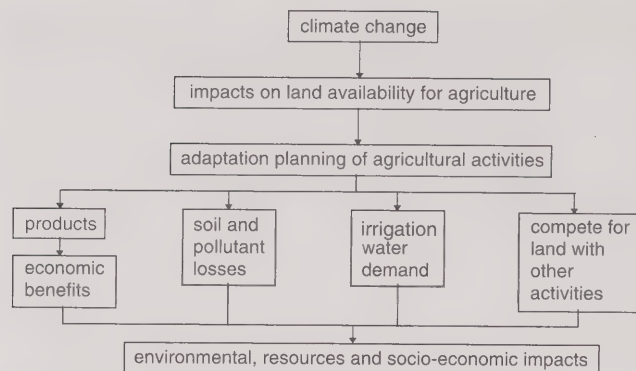 climate change
impacts on land availability for agriculture
adaptation planning of agricultural activities
products
economic
benefits
soil and
pollutant
losses
irrigation
water
demand
compete for
land with
other
activities
environmental, resources and socio-economic impacts